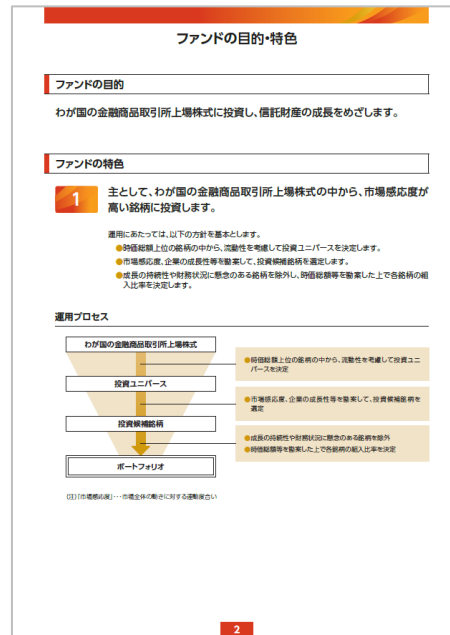 ファンドの目的・特色
ファンドの目的
わが国の金融商品取引所上場株式に投資し、信託財産の成長をめざします。
ファンドの特色
1
主として、わが国の金融商品取引所上場株式の中から、市場感応度が
高い銘柄に投資します。
運用にあたっては、以下の方針を基本とします。
●時価総額上位の銘柄の中から、流動性を考慮して投資ユニバースを決定します。
●市場感応度、企業の成長性等を勘案して、投資候補銘柄を選定します。
●成長の持続性や財務状況に懸念のある銘柄を除外し、時価総額等を勘案した上で各銘柄の組
入比率を決定します。
運用プロセス
わが国の金融商品取引所上場株式
●時価総額上位の銘柄の中から、流動性を考慮して投資ユニ
バースを決定
投資ユニバース
●市場感応度、企業の成長性等を勘案して、投資候補銘柄を
選定
投資候補銘柄
●成長の持続性や財務状況に懸念のある銘柄を除外
●時価総額等を勘案した上で各銘柄の組入比率を決定
ポートフォリオ
(注)「市場感応度」・・・市場全体の動きに対する連動度合い
2